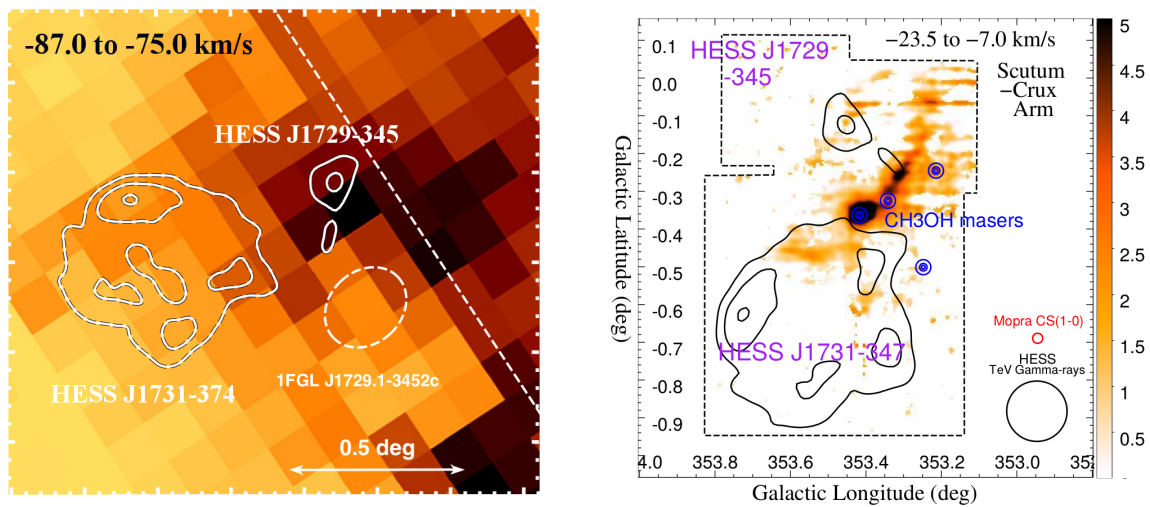 -87.0 to -75.0 km/s
HESS J1729-345
HESS J1731-374
1FGL J1729.1-3452c
0.5 deg
HESS J1729
-345
−23.5 to −7.0 km/s
Scutum
−Crux
Arm
CH3OH masers
HESS J1731-347
Mopra CS(1-0)
HESS
TeV Gamma-rays
0.1
0.0
-0.1
-0.2
-0.3
-0.4
-0.5
-0.6
-0.7
-0.8
-0.9
Galactic Latitude (deg)
4.0 353.8 353.6 353.4 353.2 353.0 352
Galactic Longitude (deg)
5
4.5
4
3.5
3
2.5
2
1.5
1
0.5